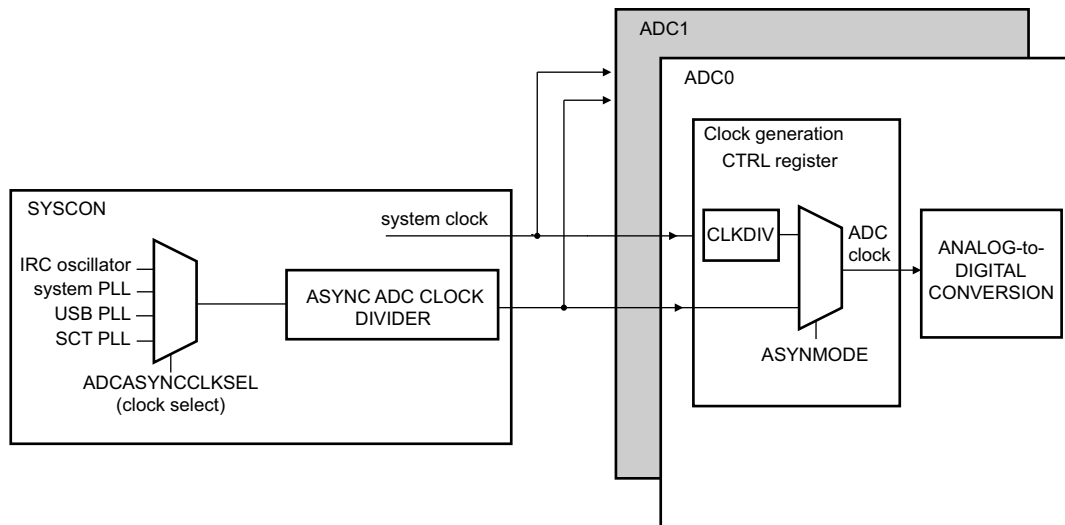 ADC1
ADC0
Clock generation
CTRL register
SYSCON
system clock
CLKDIV
ADC
clock
ANALOG-to-
DIGITAL
CONVERSION
IRC oscillator
system PLL
USB PLL
SCT PLL
ASYNC ADC CLOCK
DIVIDER
ASYNMODE
ADCASYNCCLKSEL
(clock select)